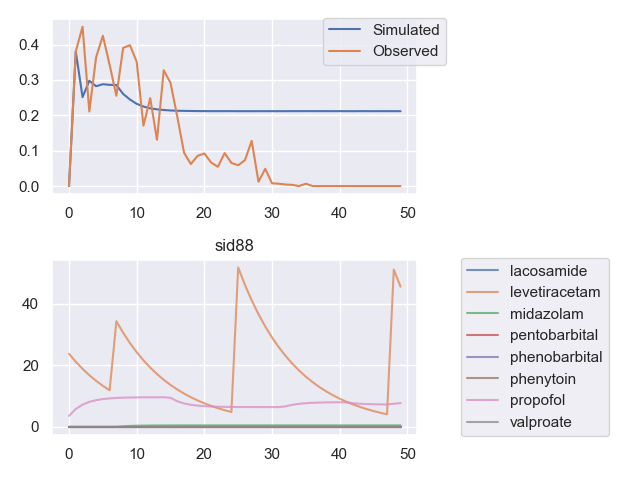 Simulated
Observed
0.4
0.3
0.2
0.1
0.0
0 10 20 30 40 50
sid88
40
20
0
0 10 20 30 40 50
lacosamide
levetiracetam
midazolam
pentobarbital
phenobarbital
phenytoin
propofol
valproate